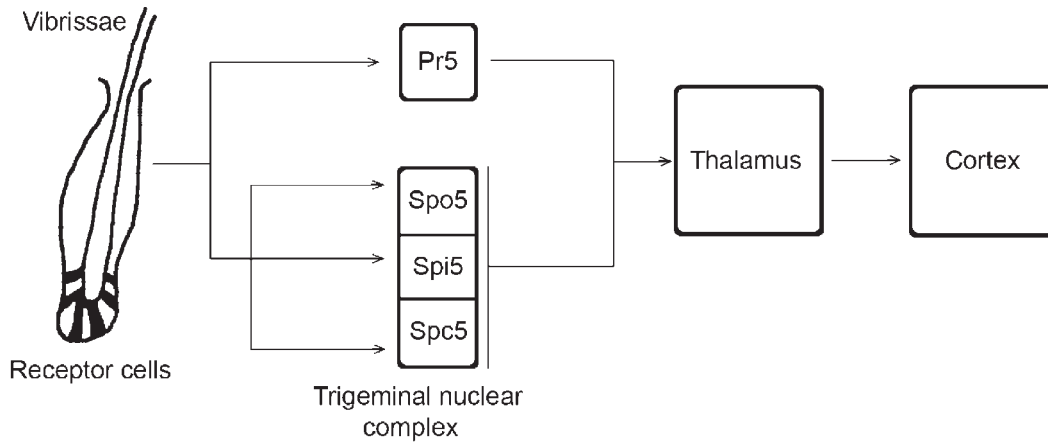 Vibrissae
Pr5
Thalamus
Cortex
Spo5
Spi5
Spc5
Receptor cells
Trigeminal nuclear
complex